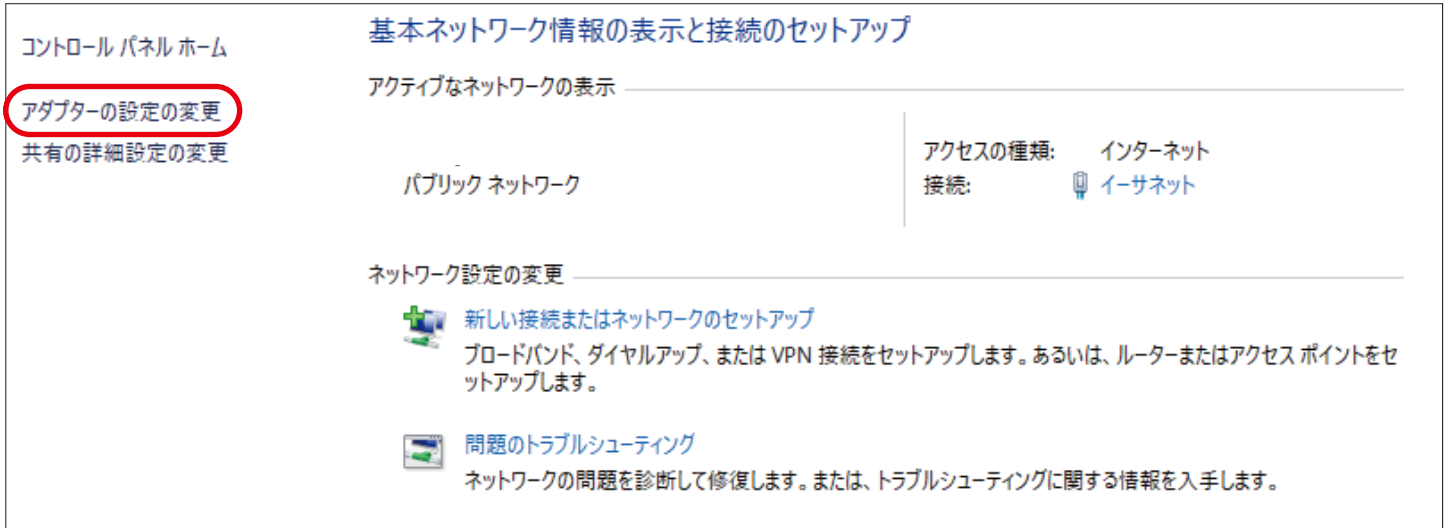 コントロール パネル ホーム
アダプターの設定の変更
共有の詳細設定の変更
基本ネットワーク情報の表示と接続のセットアップ
アクティブなネットワークの表示
パブリック ネットワーク
アクセスの種類: インターネット
接続: イーサネット
ネットワーク設定の変更
新しい接続またはネットワークのセットアップ
ブロードバンド、ダイヤルアップ、または VPN 接続をセットアップします。あるいは、ルーターまたはアクセス ポイントをセ
ットアップします。
問題のトラブルシューティング
ネットワークの問題を診断して修復します。または、トラブルシューティングに関する情報を入手します。